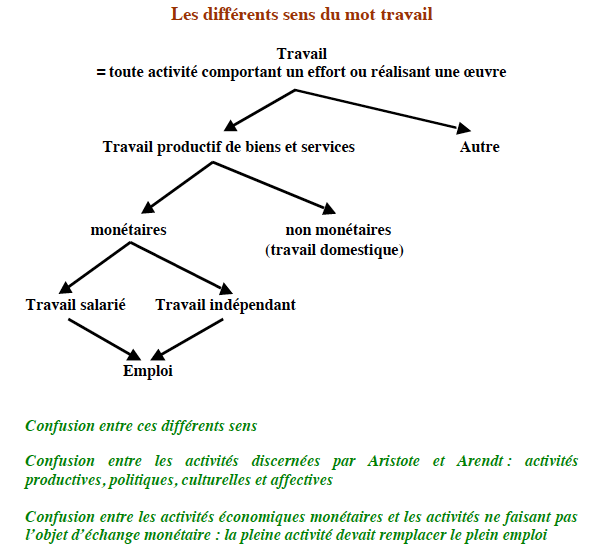 Les différents sens du mot travail
Travail
= toute activité comportant un effort ou réalisant une œuvre
Travail productif de biens et services
Autre
monétaires
non monétaires
(travail domestique)
Travail salarié
Travail indépendant
Emploi
Confusion entre ces différents sens
Confusion entre les activités discernées par Aristote et Arendt : activités
productives, politiques, culturelles et affectives
Confusion entre les activités économiques monétaires et les activités ne faisant pas
l’objet d’échange monétaire : la pleine activité devait remplacer le plein emploi